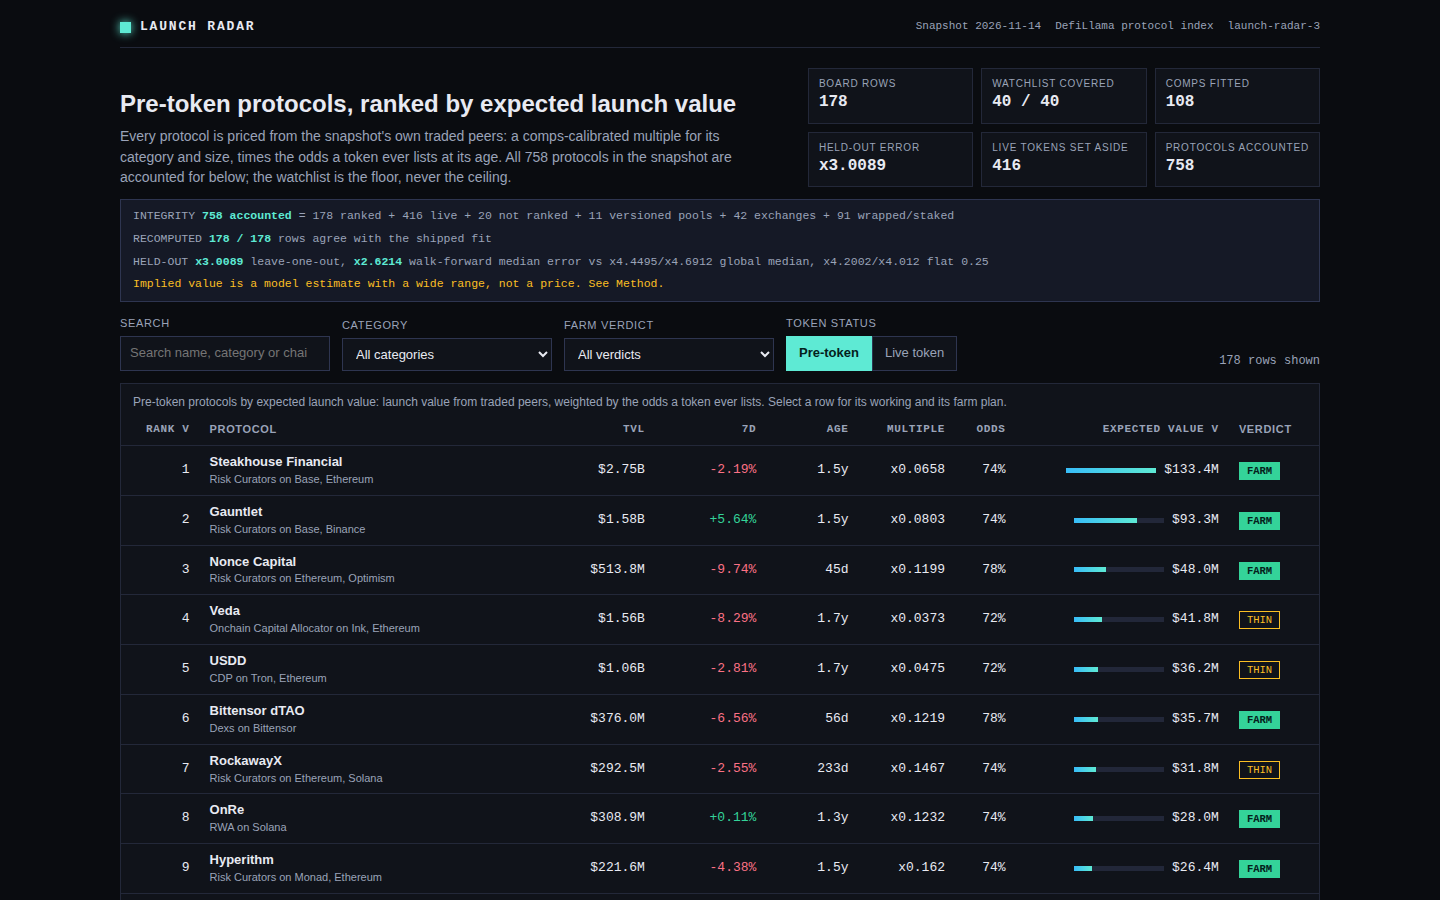 LAUNCH RADAR
Snapshot 2026-11-14 DefiLlama protocol index launch-radar-3
Pre-token protocols, ranked by expected launch value
Every protocol is priced from the snapshot's own traded peers: a comps-calibrated multiple for its
category and size, times the odds a token ever lists at its age. All 758 protocols in the snapshot are
accounted for below; the watchlist is the floor, never the ceiling.
BOARD ROWS
178
WATCHLIST COVERED
40 / 40
COMPS FITTED
108
HELD-OUT ERROR
x3.0089
LIVE TOKENS SET ASIDE
416
PROTOCOLS ACCOUNTED
758
INTEGRITY 758 accounted = 178 ranked + 416 live + 20 not ranked + 11 versioned pools + 42 exchanges + 91 wrapped/staked
RECOMPUTED 178 / 178 rows agree with the shipped fit
HELD-OUT x3.0089 leave-one-out, x2.6214 walk-forward median error vs x4.4495/x4.6912 global median, x4.2002/x4.012 flat 0.25
Implied value is a model estimate with a wide range, not a price. See Method.
SEARCH
Search name, category or chai
CATEGORY
All categories
FARM VERDICT
All verdicts
TOKEN STATUS
Pre-token Live token
178 rows shown
Pre-token protocols by expected launch value: launch value from traded peers, weighted by the odds a token ever lists. Select a row for its working and its farm plan.
RANK V PROTOCOL TVL 7D AGE MULTIPLE ODDS EXPECTED VALUE V VERDICT
1 Steakhouse Financial $2.75B -2.19% 1.5y x0.0658 74% $133.4M FARM
Risk Curators on Base, Ethereum
2 Gauntlet $1.58B +5.64% 1.5y x0.0803 74% $93.3M FARM
Risk Curators on Base, Binance
3 Nonce Capital $513.8M -9.74% 45d x0.1199 78% $48.0M FARM
Risk Curators on Ethereum, Optimism
4 Veda $1.56B -8.29% 1.7y x0.0373 72% $41.8M THIN
Onchain Capital Allocator on Ink, Ethereum
5 USDD $1.06B -2.81% 1.7y x0.0475 72% $36.2M THIN
CDP on Tron, Ethereum
6 Bittensor dTAO $376.0M -6.56% 56d x0.1219 78% $35.7M FARM
Dexs on Bittensor
7 RockawayX $292.5M -2.55% 233d x0.1467 74% $31.8M THIN
Risk Curators on Ethereum, Solana
8 OnRe $308.9M +0.11% 1.3y x0.1232 74% $28.0M FARM
RWA on Solana
9 Hyperithm $221.6M -4.38% 1.5y x0.162 74% $26.4M FARM
Risk Curators on Monad, Ethereum